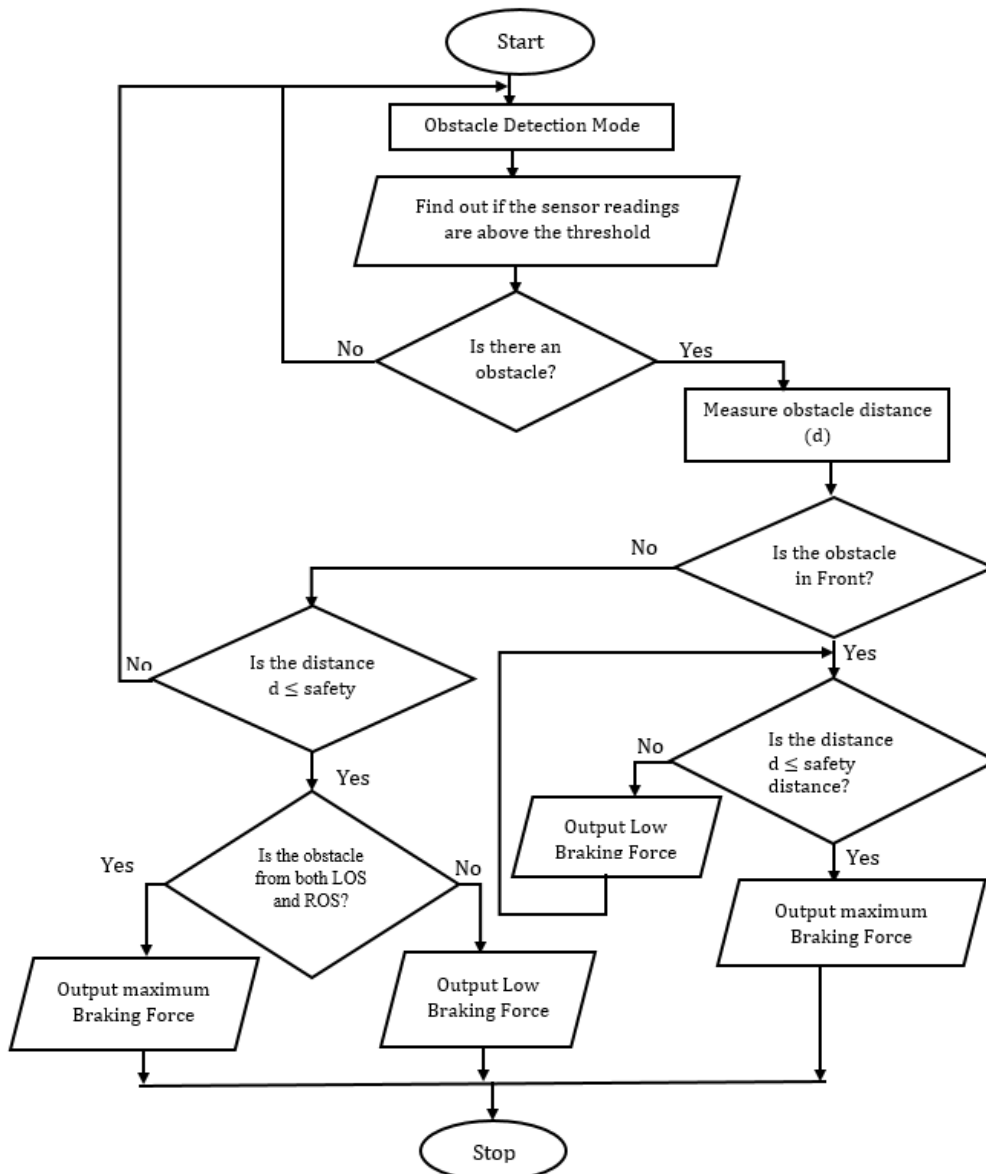 Start
Obstacle Detection Mode
Find out if the sensor readings
are above the threshold
No
Is there an
obstacle?
Yes
Measure obstacle distance
(d)
No
Is the obstacle
in Front?
Yes
No
Is the distance
d ≤ safety
Yes
No
Is the distance
d ≤ safety
distance?
Yes
Output Low
Braking Force
Output maximum
Braking Force
Yes
Is the obstacle
from both LOS
and ROS?
No
Output maximum
Braking Force
Output Low
Braking Force
Stop